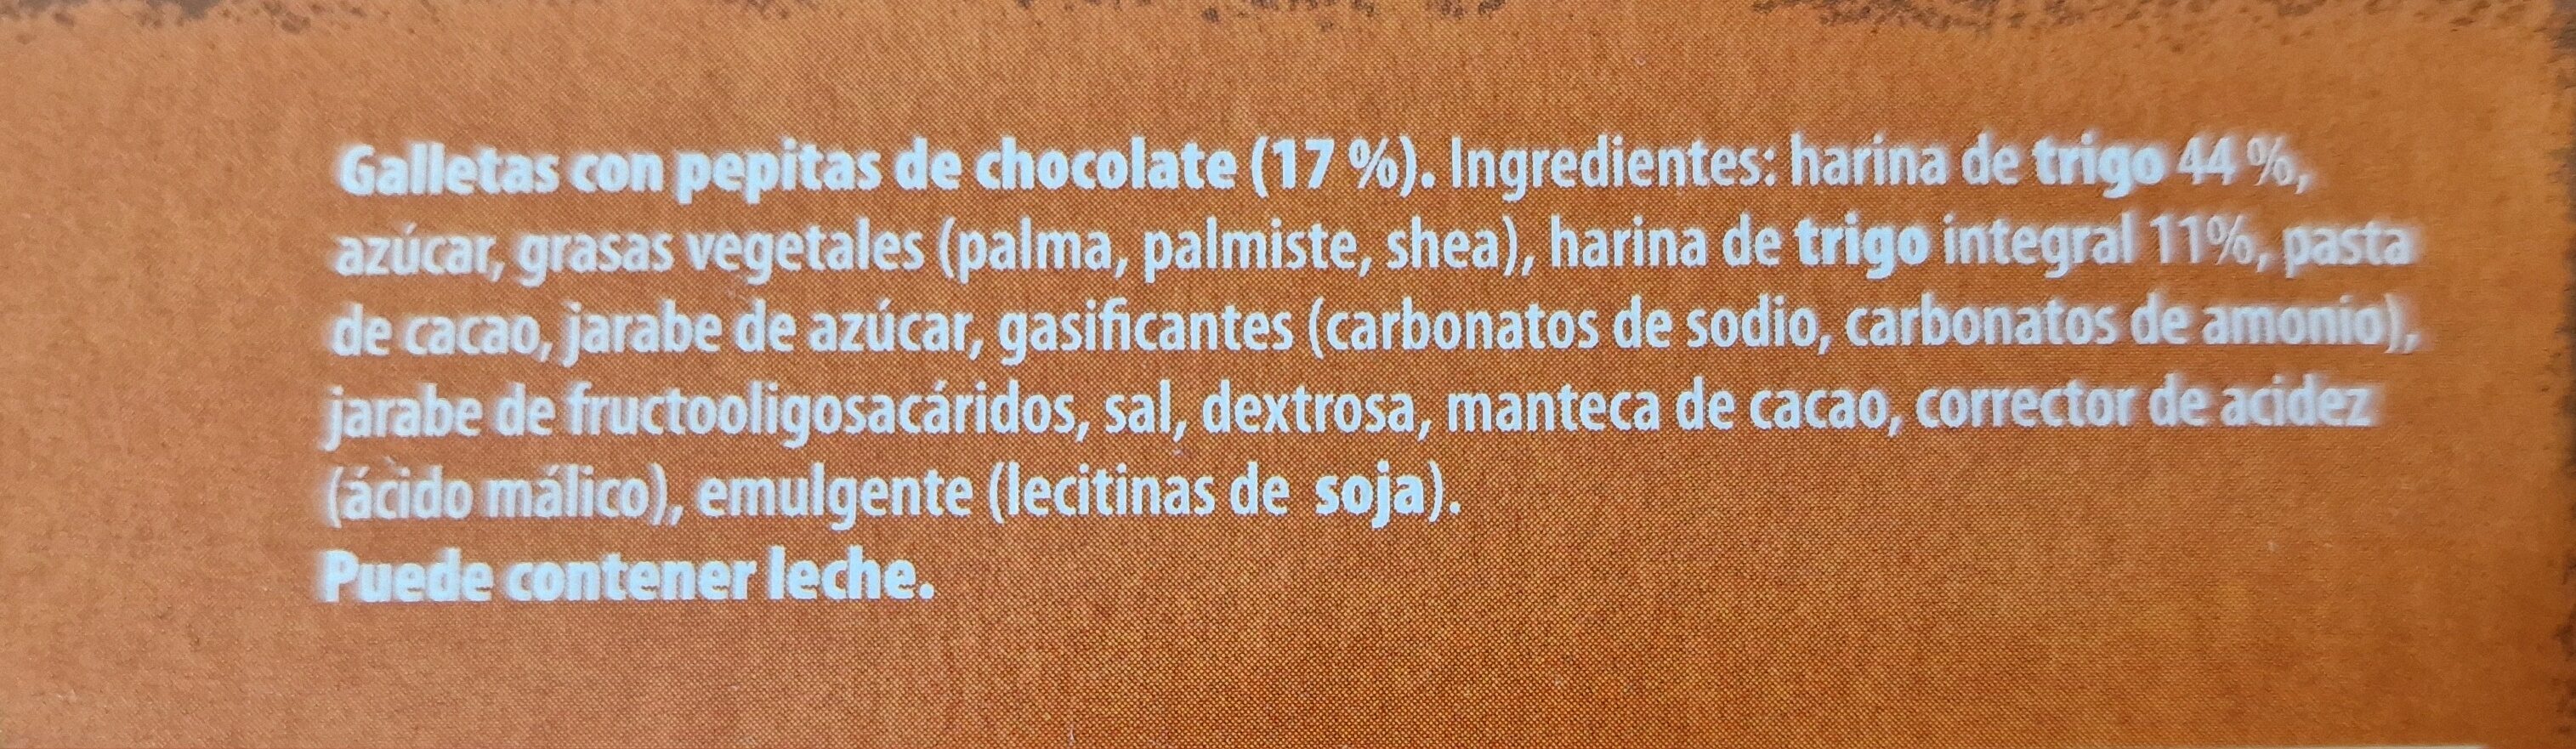 Galletas con pepitas de chocolate (17 %). Ingredientes: harina de trigo 44 %,
azúcar, grasas vegetales (palma, palmiste, shea), harina de trigo integral 11%, pasta
de cacao, jarabe de azúcar, gasificantes (carbonatos de sodio, carbonatos de amonio),
jarabe de fructooligosacáridos, sal, dextrosa, manteca de cacao, corrector de acidez
(ácido málico), emulgente (lecitinas de soja).
Puede contener leche.